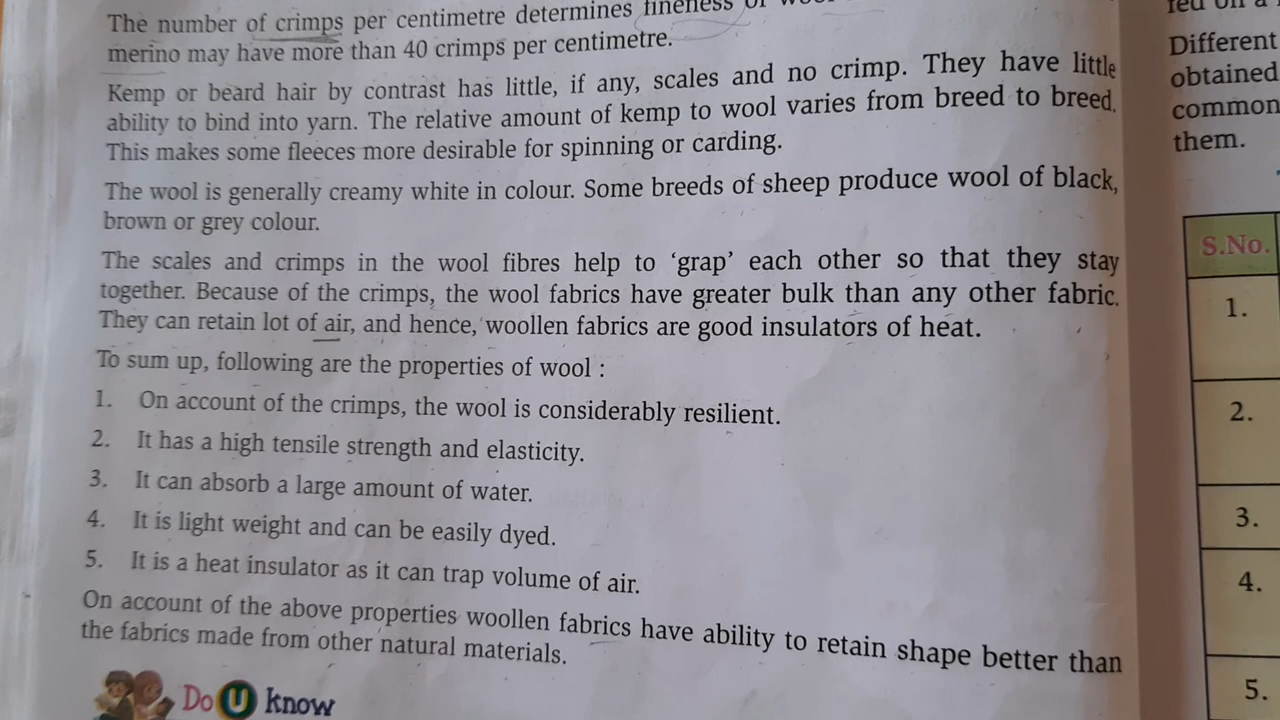 The number of crimps per centimetre determines fineness of
merino may have more than 40 crimps per centimetre.
Kemp or beard hair by contrast has little, if any, scales and no crimp. They have little
ability to bind into yarn. The relative amount of kemp to wool varies from breed to breed.
This makes some fleeces more desirable for spinning or carding.
The wool is generally creamy white in colour. Some breeds of sheep produce wool of black,
brown or grey colour.
The scales and crimps in the wool fibres help to ‘grap’ each other so that they stay
together. Because of the crimps, the wool fabrics have greater bulk than any other fabric.
They can retain lot of air, and hence, woollen fabrics are good insulators of heat.
To sum up, following are the properties of wool :
1. On account of the crimps, the wool is considerably resilient.
2. It has a high tensile strength and elasticity.
3. It can absorb a large amount of water.
4. It is light weight and can be easily dyed.
5. It is a heat insulator as it can trap volume of air.
On account of the above properties woollen fabrics have ability to retain shape better than
the fabrics made from other natural materials.
Do U know
Different
obtained
common
them.
S.No.
1.
2.
3.
4.
5.